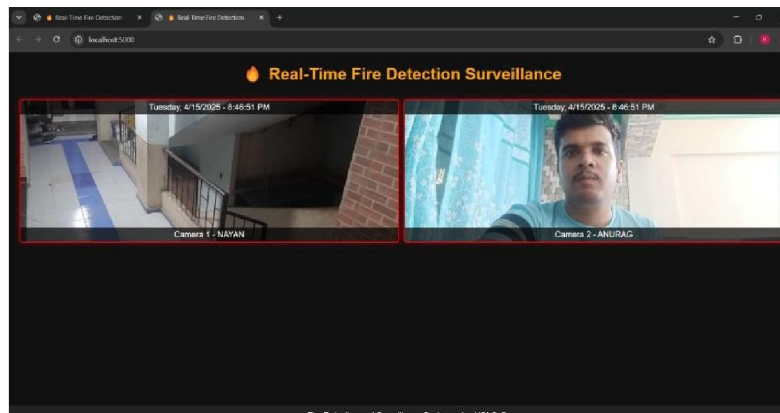 Real-Time Fire Detection
Real-Time Fire Detection
localhost:5000
Real-Time Fire Detection Surveillance
Tuesday, 4/15/2025 - 8:46:51 PM
Tuesday, 4/15/2025 - 8:46:51 PM
Camera 1 - NAYAN
Camera 2 - ANURAG